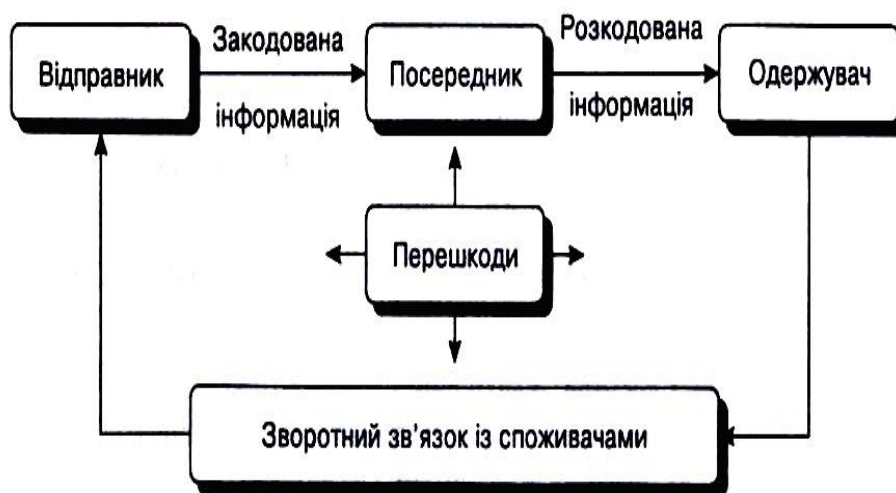 Відправник
Закодована
інформація
Посередник
Розкодована
інформація
Одержувач
Перешкоди
Зворотний зв'язок із споживачами